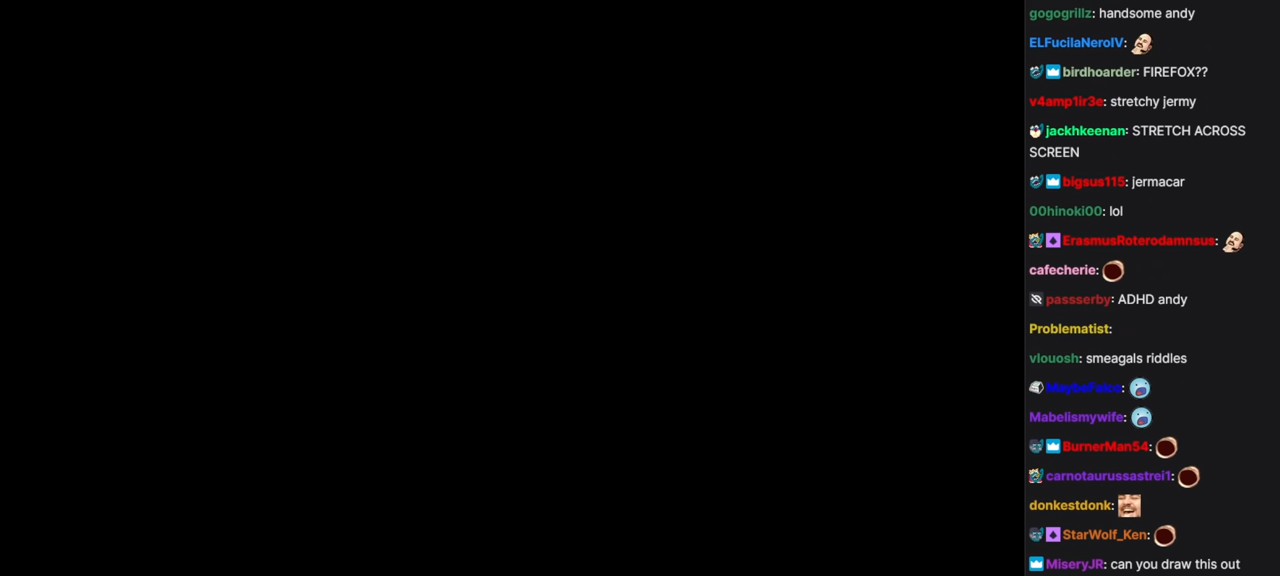 gogogrillz: handsome andy
ELFucilaNeroIV:
birdhoarder: FIREFOX??
v4amp1ir3e: stretchy jermy
jackhkeenan: STRETCH ACROSS
SCREEN
bigsus115: jermacar
00hinoki00: lol
ErasmusRoterodamnsus:
cafecherie:
passserby: ADHD andy
Problematist:
vlouosh: smeagals riddles
Mabelismywife:
BurnerMan54:
carnotaurussastrei1:
donkestdonk:
StarWolf_Ken:
MiseryJR: can you draw this out